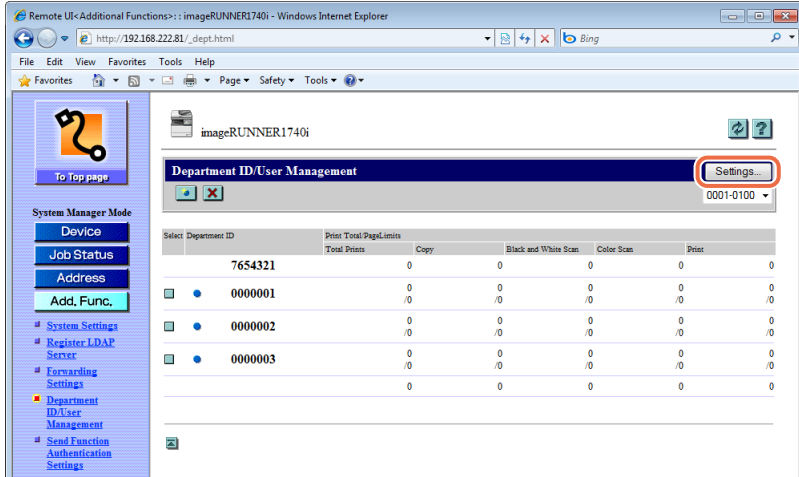 Remote UI<Additional Functions>: : imageRUNNER1740i - Windows Internet Explorer
http://192.168.222.81/_dept.html
Bing
File Edit View Favorites Tools Help
Favorites Page Safety Tools
imageRUNNER1740i
To Top page
Department ID/User Management
Settings...
0001-0100
System Manager Mode
Device
Job Status
Address
Add. Func.
System Settings
Register LDAP
Server
Forwarding
Settings
Department
ID/User
Management
Send Function
Authentication
Settings
Select Department ID Print Total/PageLimits
Total Prints Copy Black and White Scan Color Scan Print
7654321 0 0 0 0 0
0000001 0 0 0 0 0
/0 /0 /0 /0 /0
0000002 0 0 0 0 0
/0 /0 /0 /0 /0
0000003 0 0 0 0 0
/0 /0 /0 /0 /0
0 0 0 0 0